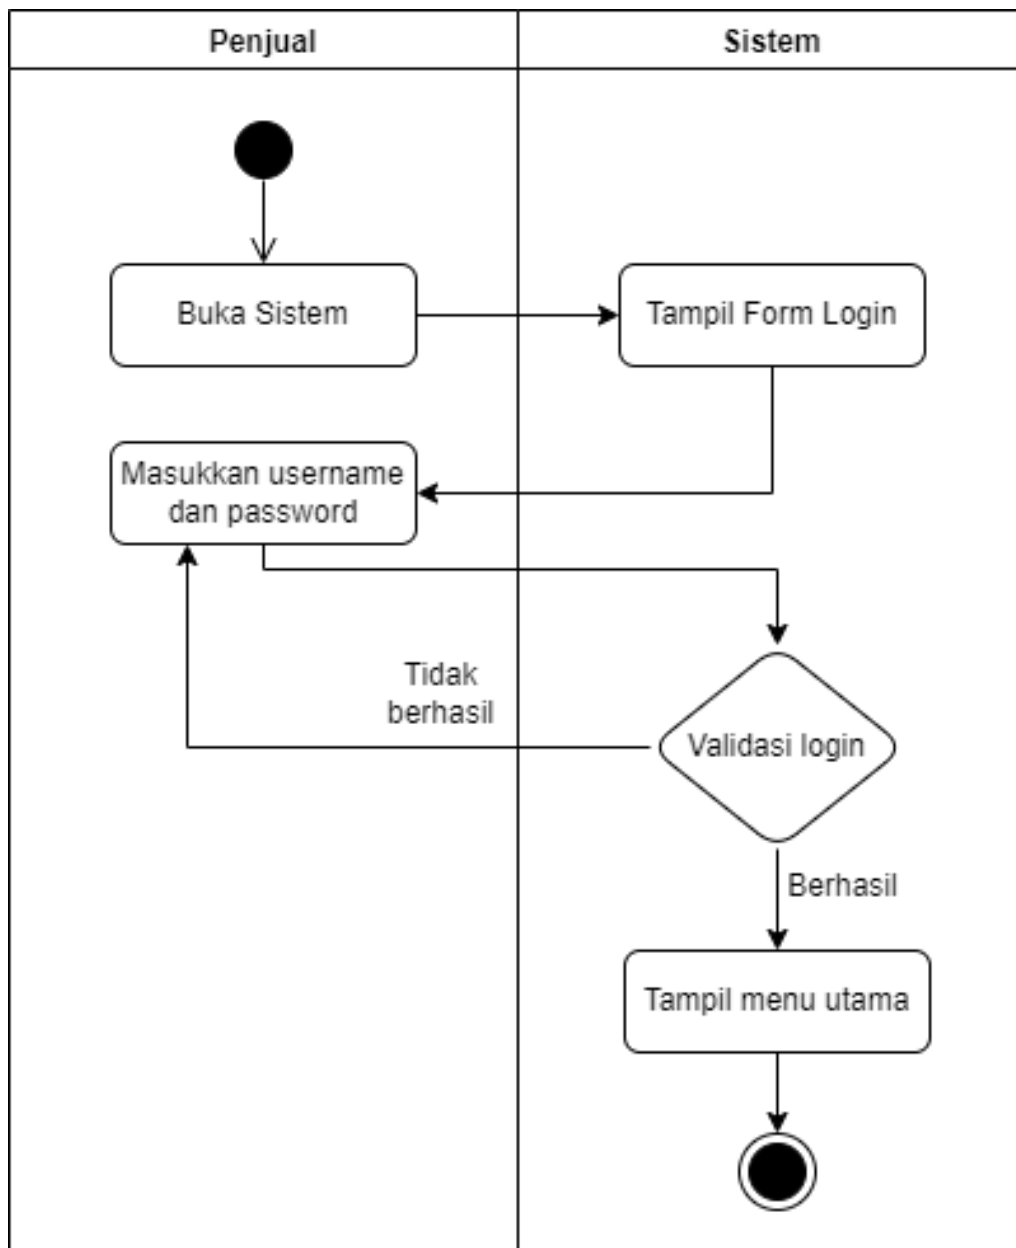 Penjual
Sistem
Buka Sistem
Tampil Form Login
Masukkan username
dan password
Tidak
berhasil
Validasi login
Berhasil
Tampil menu utama